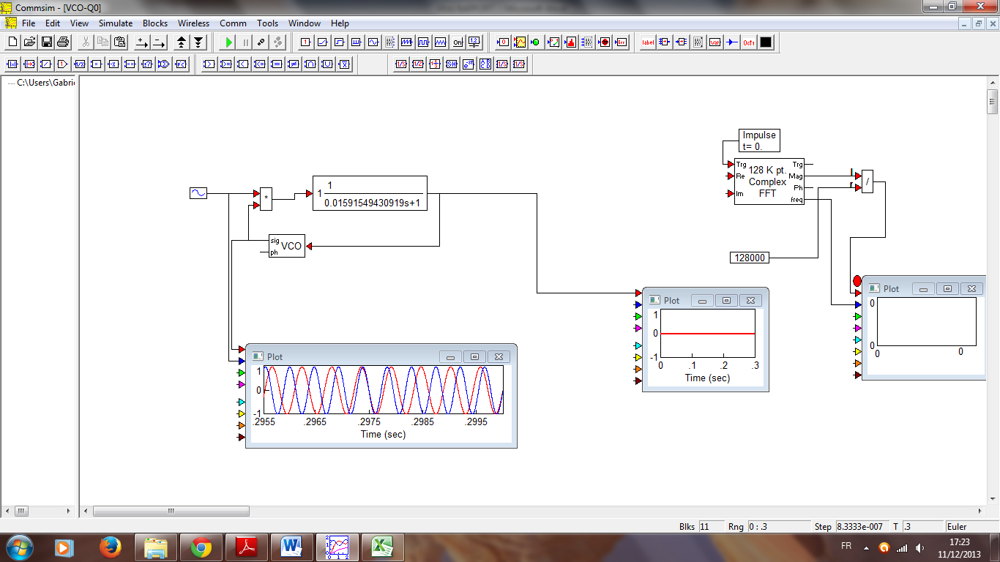 Commsim - [VCO-Q0]
File Edit View Simulate Blocks Wireless Comm Tools Window Help
C:\Users\Gabrie
Impulse
t= 0.
Trg
Re
Im
128 K pt.
Complex
FFT
Trg
Mag
Ph
freq
/
*
1
1
0.01591549430919s+1
sig
ph
VCO
128000
Plot
0
0
0
0
Plot
1
0
-1
0 .1 .2 .3
Time (sec)
Plot
1
0
-1
.2955 .2965 .2975 .2985 .2995
Time (sec)
Blks 11 Rng 0 : .3 Step 8.3333e-007 T .3 Euler
FR
17:23
11/12/2013